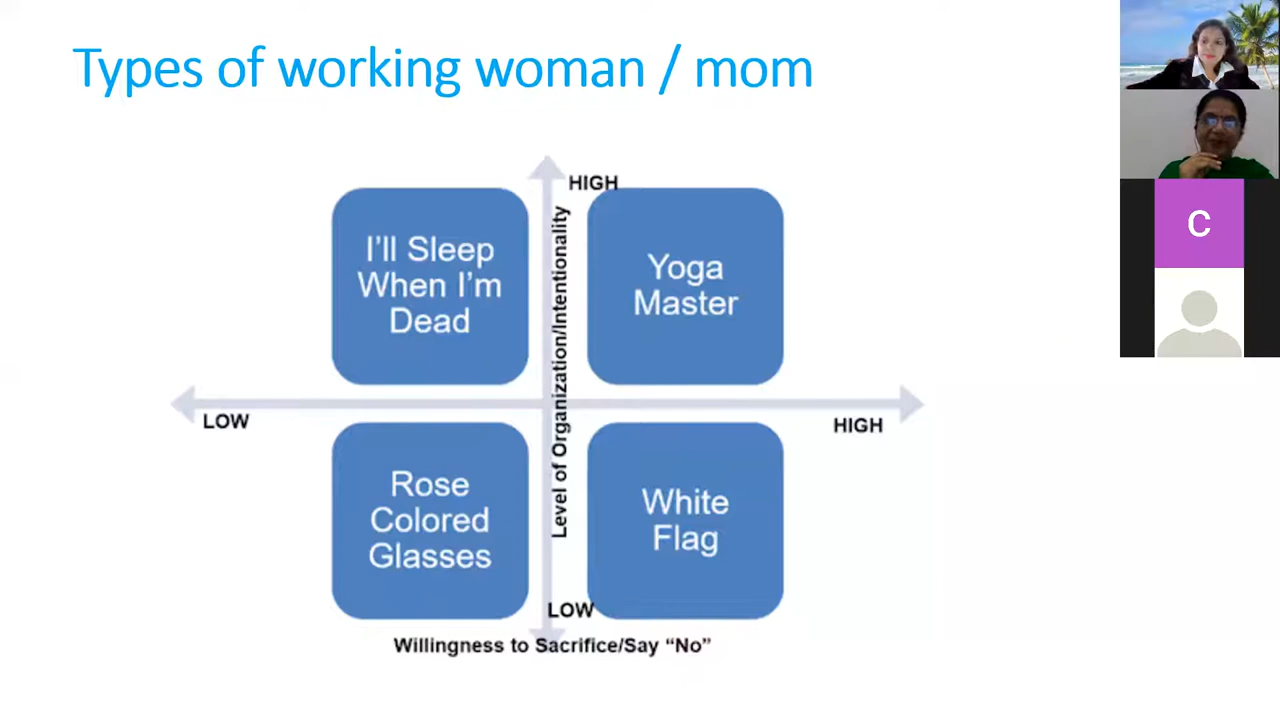 Types of working woman / mom
HIGH
I'll Sleep
When I'm
Dead
Yoga
Master
Level of Organization/Intentionality
LOW
HIGH
Rose
Colored
Glasses
White
Flag
LOW
Willingness to Sacrifice/Say “No”
C